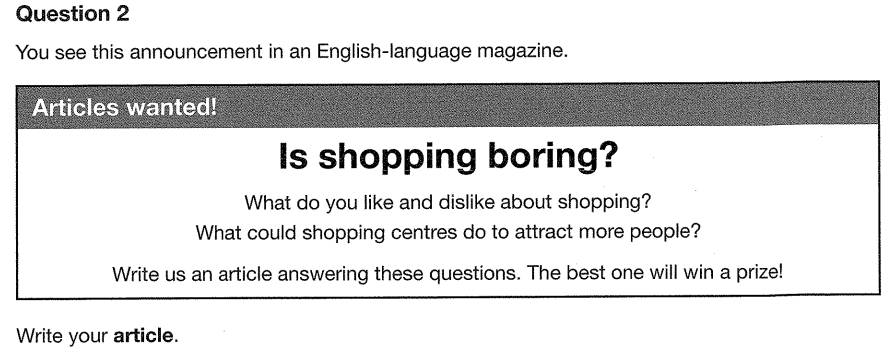 Question 2
You see this announcement in an English-language magazine.
Articles wanted!
Is shopping boring?
What do you like and dislike about shopping?
What could shopping centres do to attract more people?
Write us an article answering these questions. The best one will win a prize!
Write your article.